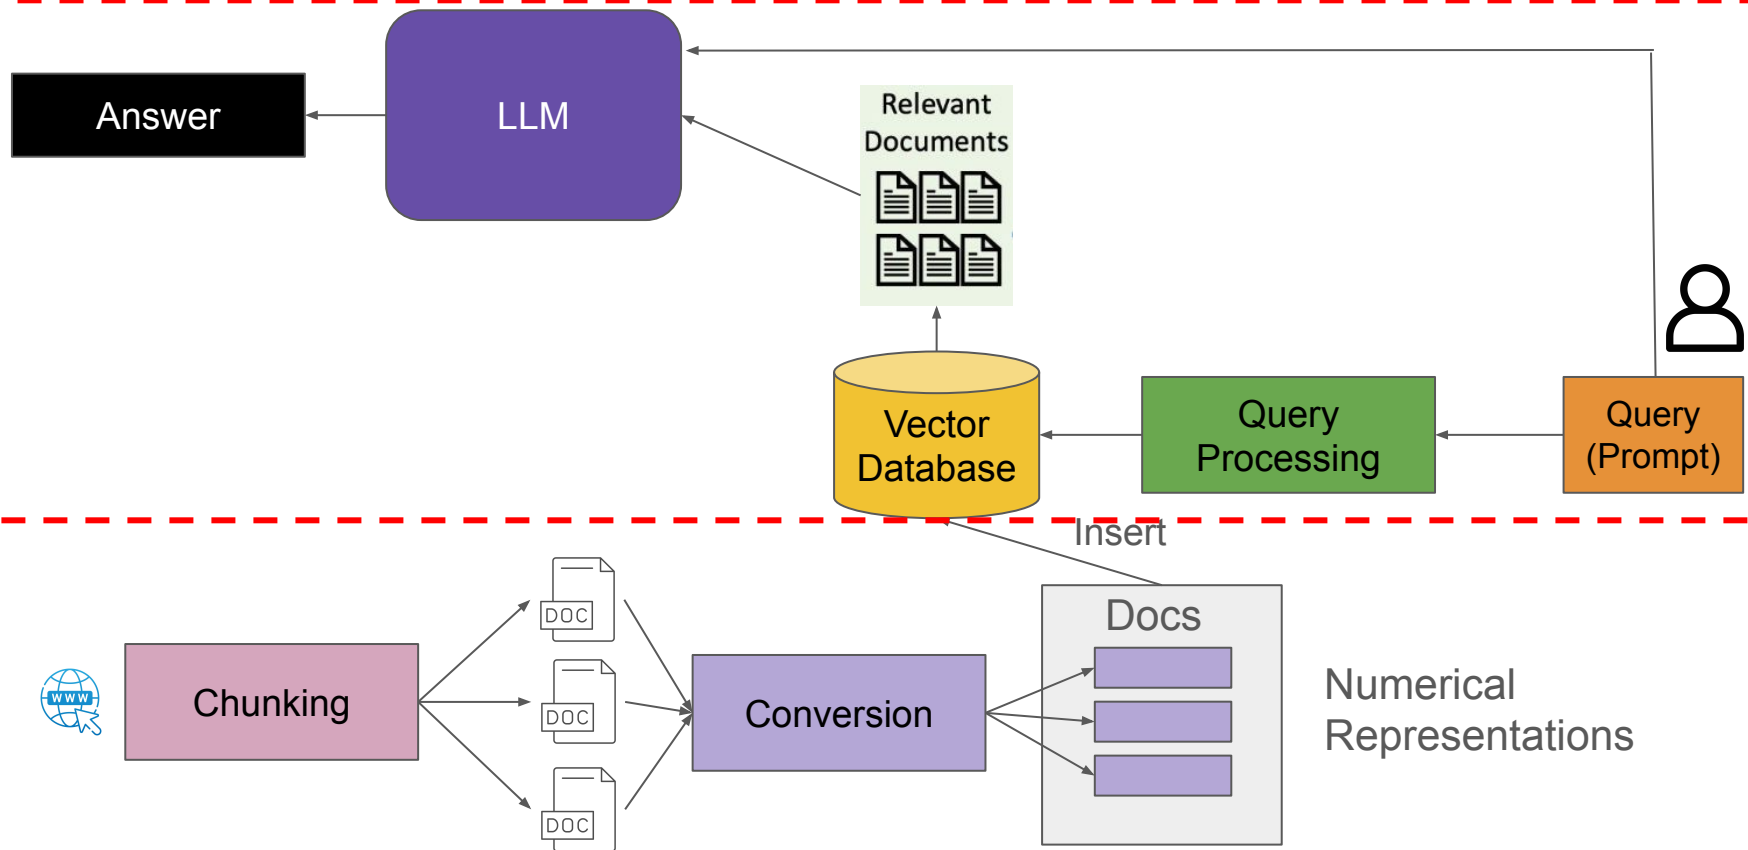 Answer
LLM
Relevant
Documents
Vector
Database
Query
Processing
Query
(Prompt)
Insert
WWW
Chunking
DOC
DOC
DOC
Conversion
Docs
Numerical
Representations